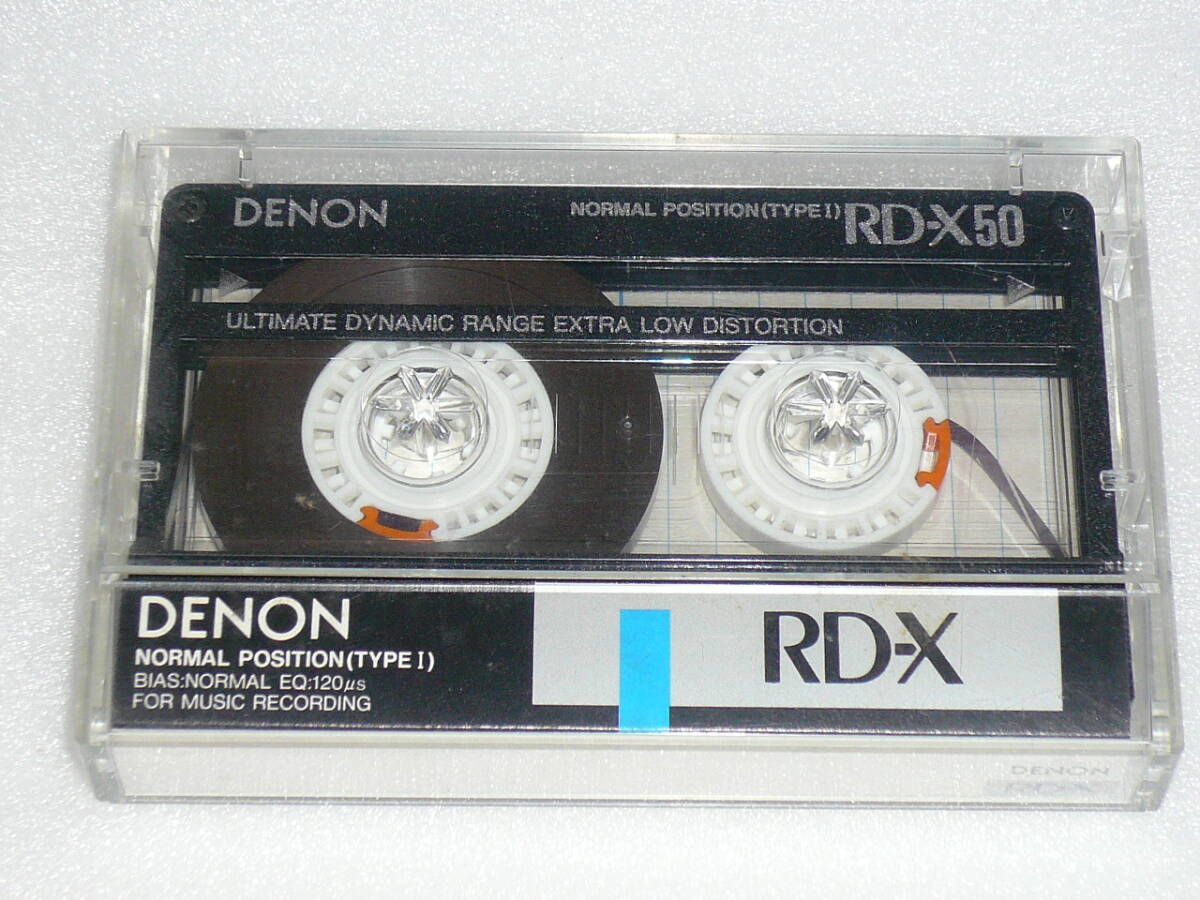 DENON
NORMAL POSITION(TYPE I) RD-X50
ULTIMATE DYNAMIC RANGE EXTRA LOW DISTORTION
DENON
NORMAL POSITION(TYPE I)
BIAS:NORMAL EQ:120μs
FOR MUSIC RECORDING
RD-X
DENON
RD-X